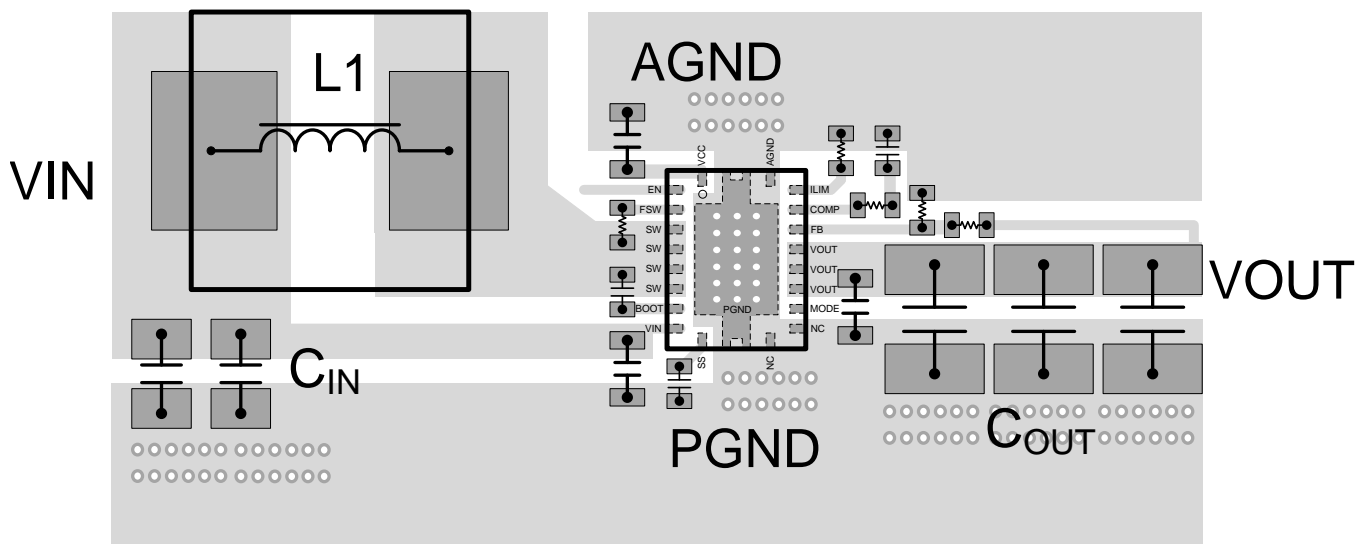 AGND
L1
VIN
VCC
AGND
EN
ILIM
FSW
COMP
SW
FB
SW
VOUT
SW
VOUT
VOUT
SW
VOUT
BOOT
PGND
MODE
VIN
NC
SS
NC
CIN
COUT
PGND